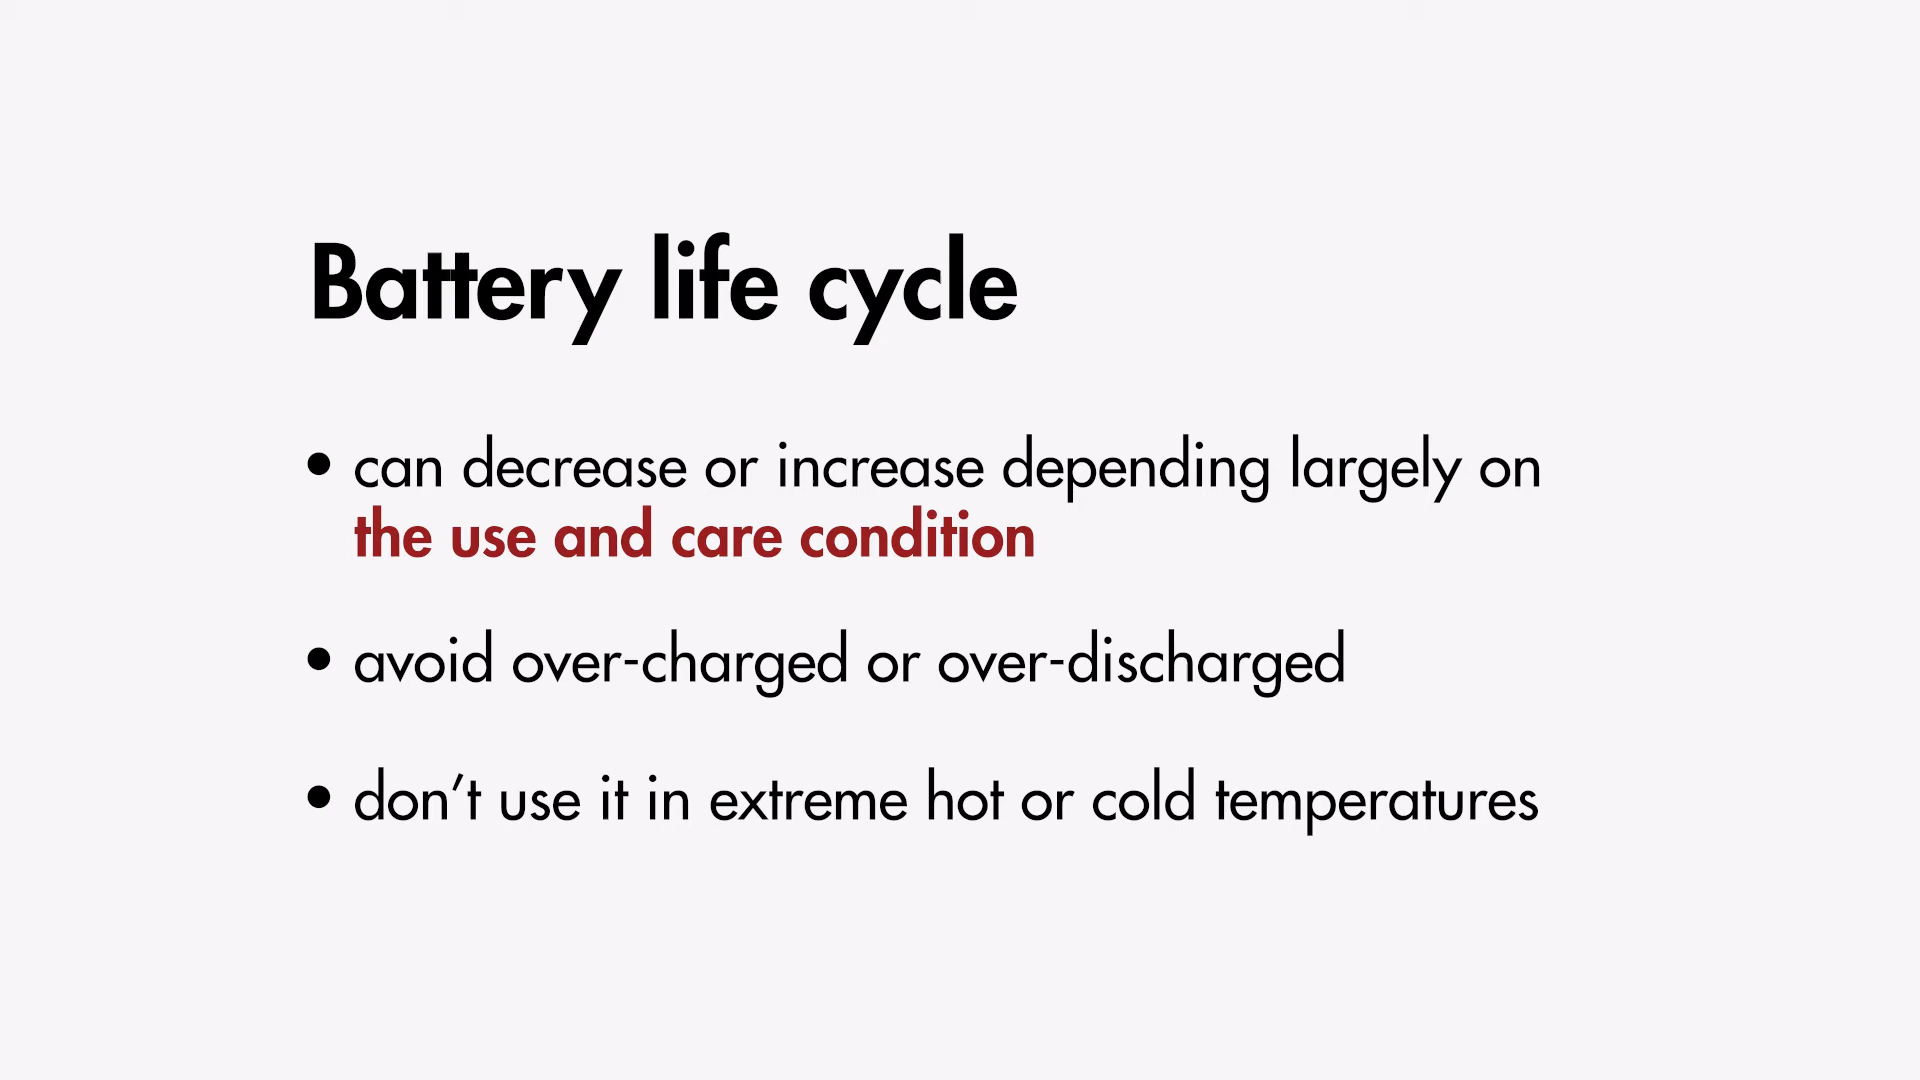 Battery life cycle
• can decrease or increase depending largely on
the use and care condition
• avoid over-charged or over-discharged
• don’t use it in extreme hot or cold temperatures